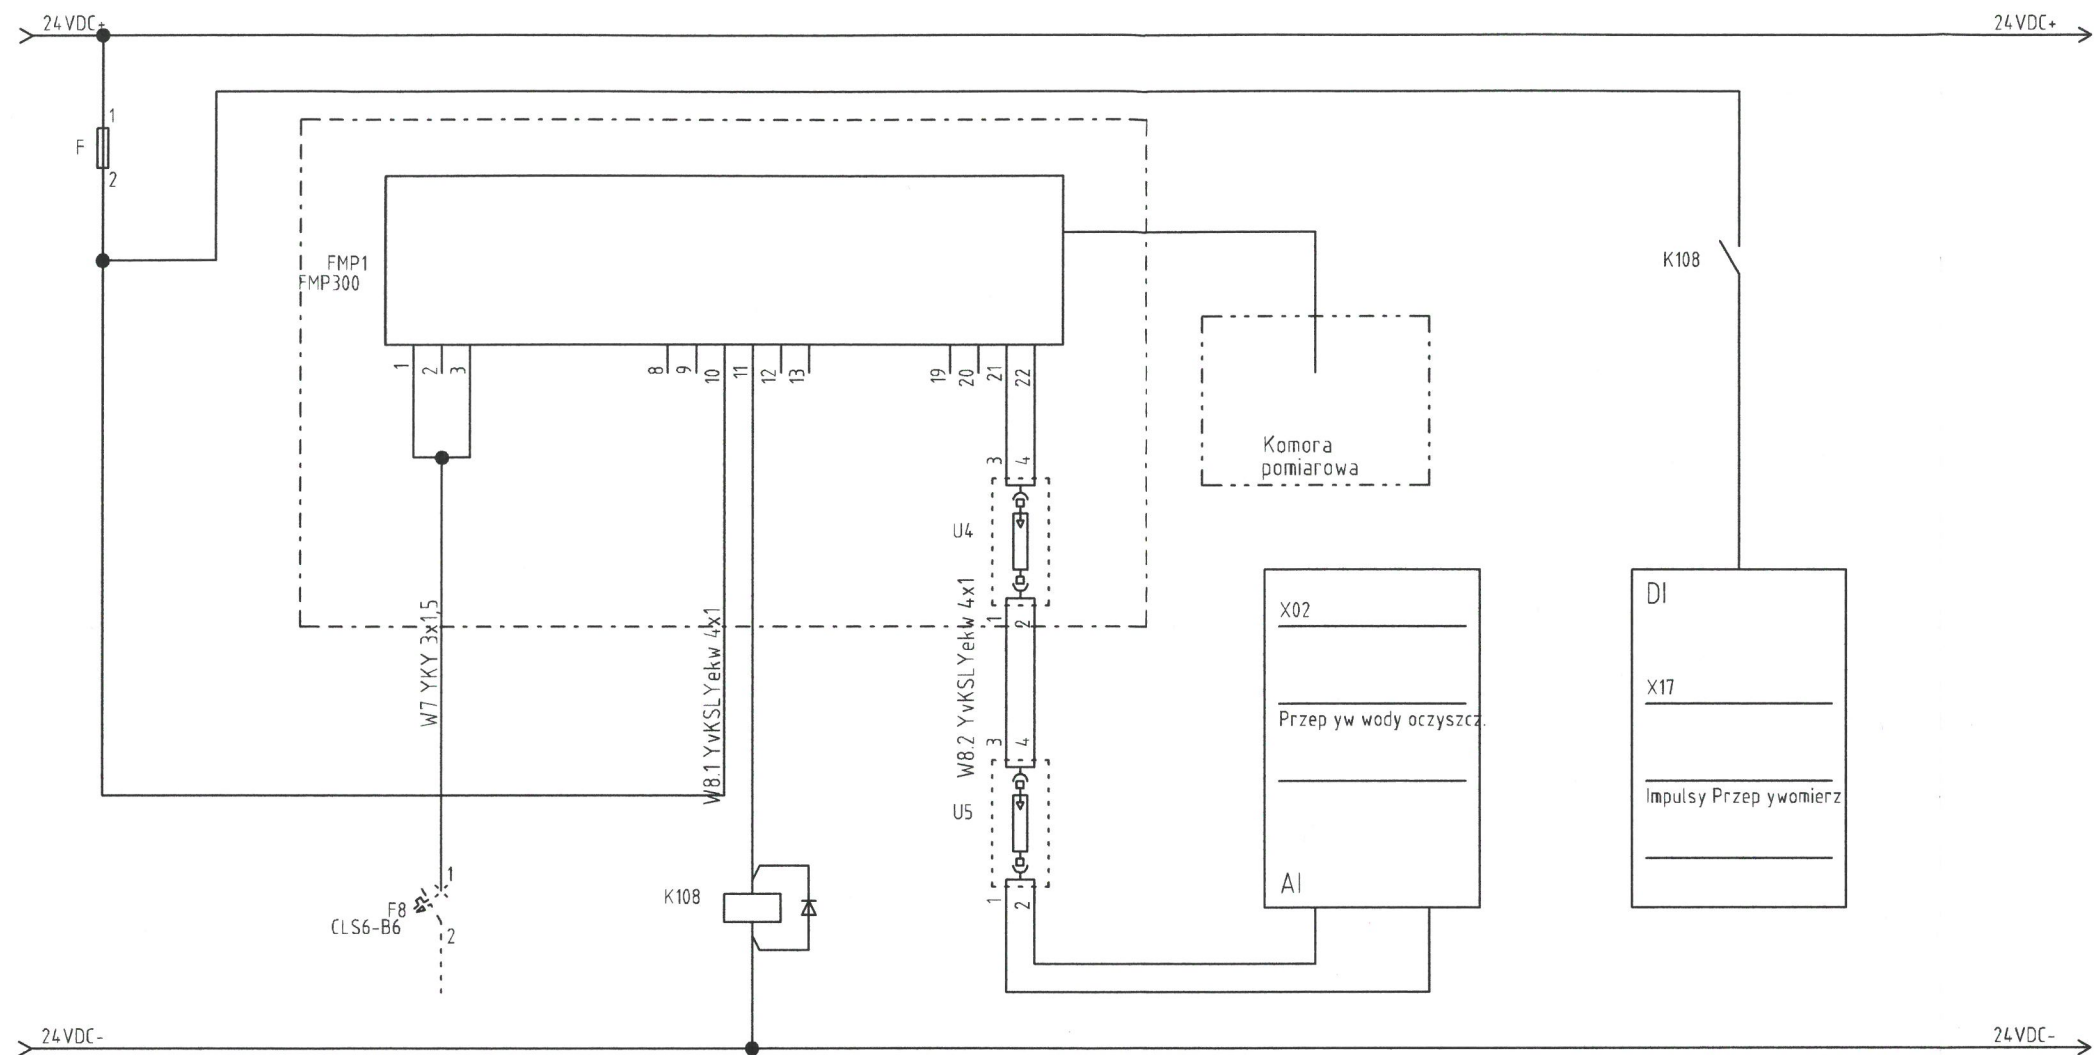 24VDC+
24VDC+
1
F
2
FMP1
FMP300
K108
1
2
3
8
9
10
11
12
13
19
20
21
22
Komora
pomiarowa
3
4
U4
1
2
W7 YKY 3x1,5
W8.1 YvKSLYekw 4x1
W8.2 YvKSLYekw 4x1
X02
Przep yw wody oczyszcz.
AI
DI
X17
Impulsy Przep ywomierz
3
4
U5
1
2
1
F8
CLS6-B6
2
K108
24VDC-
24VDC-